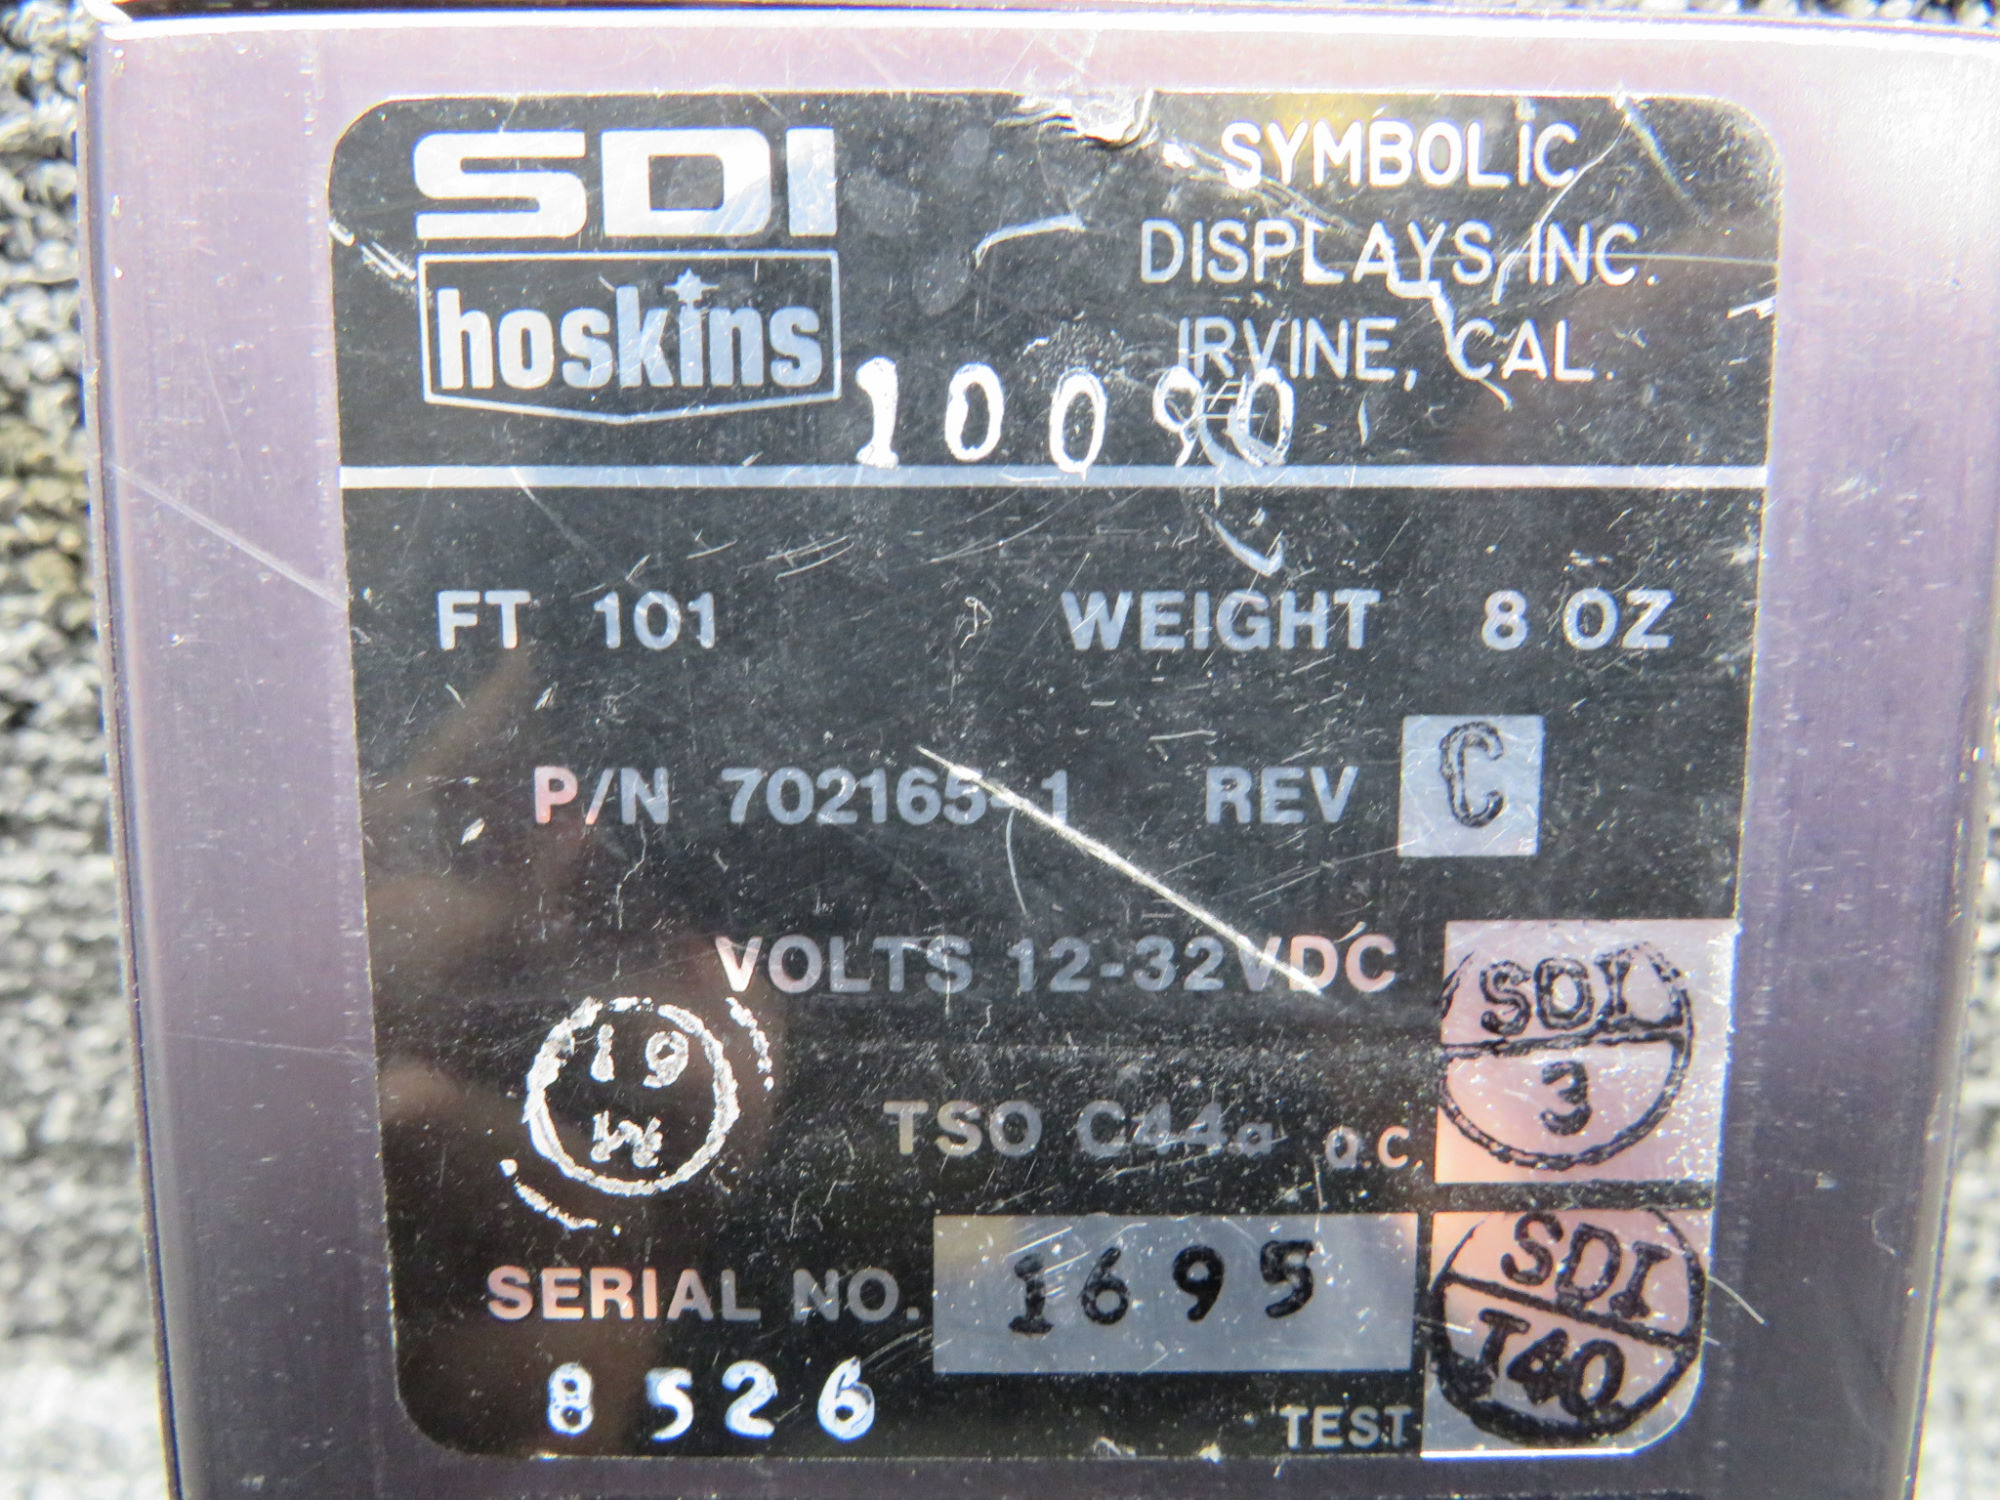 SDI
hoskins
SYMBOLIC
DISPLAYS, INC.
IRVINE, CAL.
10090
FT 101 WEIGHT 8 OZ
P/N 702165-1 REV C
VOLTS 12-32VDC
SDI
3
19
W
TSO C44a Q.C.
SERIAL NO. 1695
8526
TEST
SDI
T40